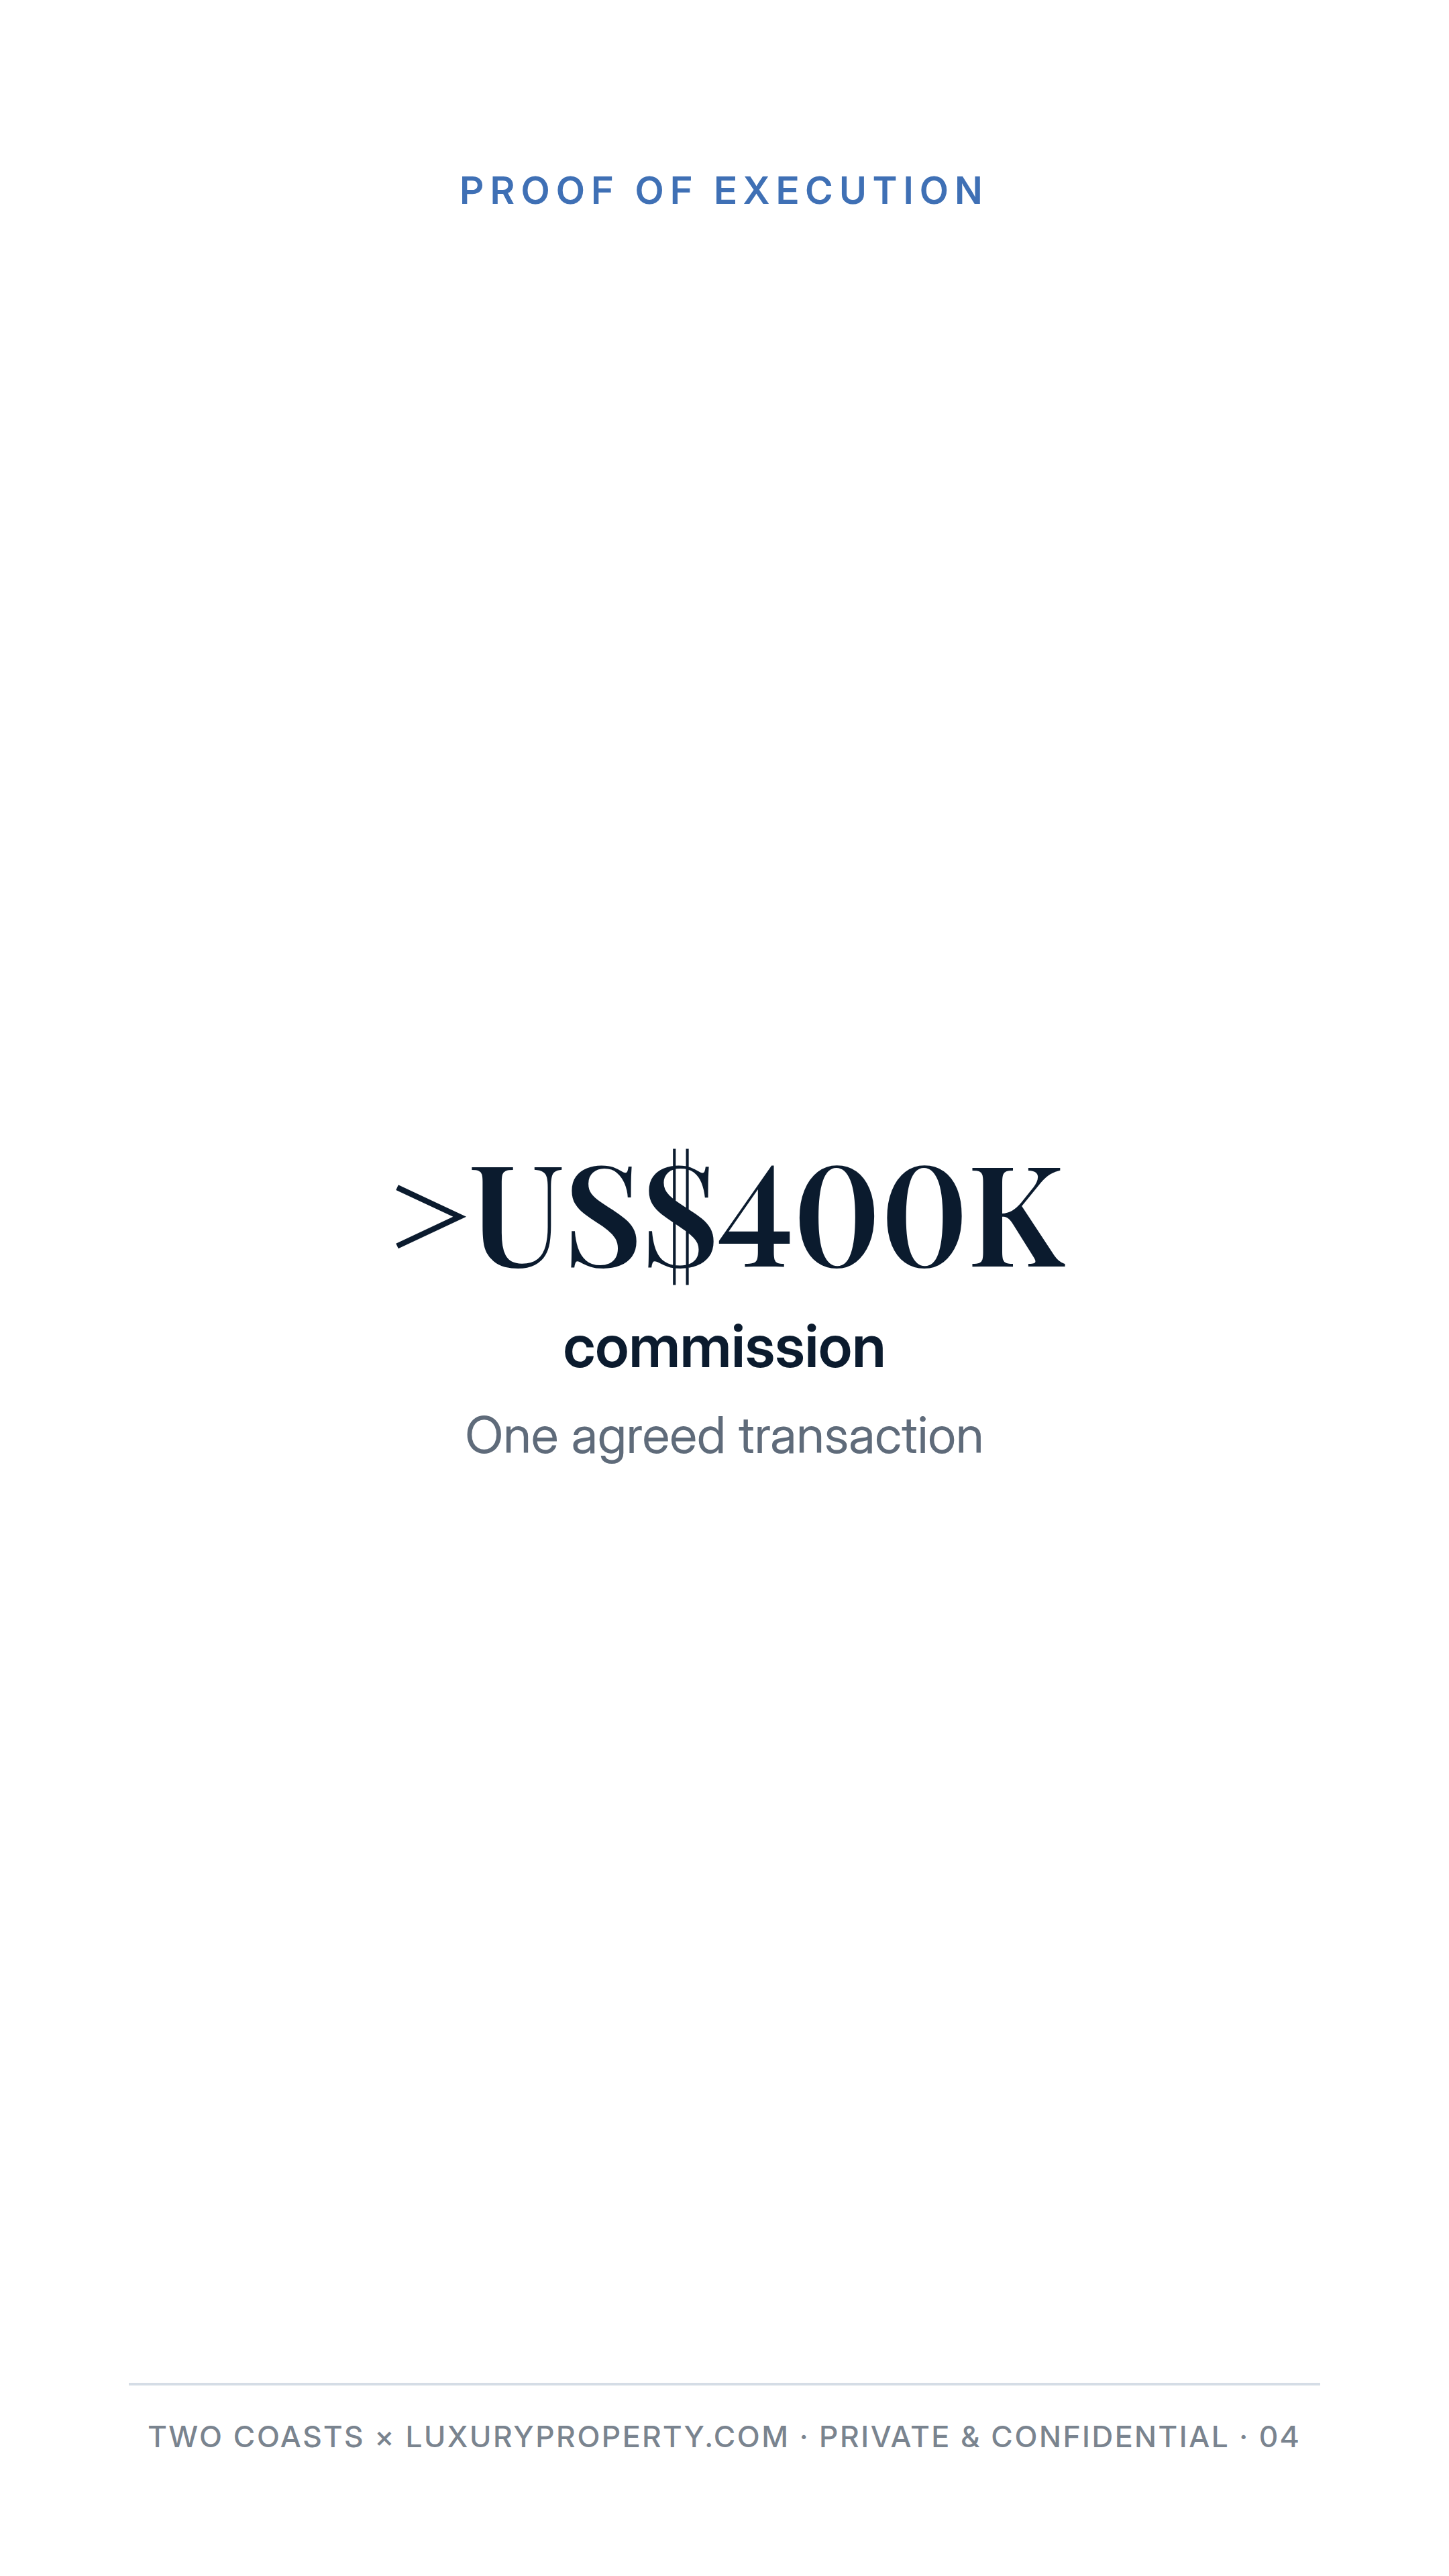 PROOF OF EXECUTION
>US$400K
commission
One agreed transaction
TWO COASTS × LUXURYPROPERTY.COM · PRIVATE & CONFIDENTIAL · 04